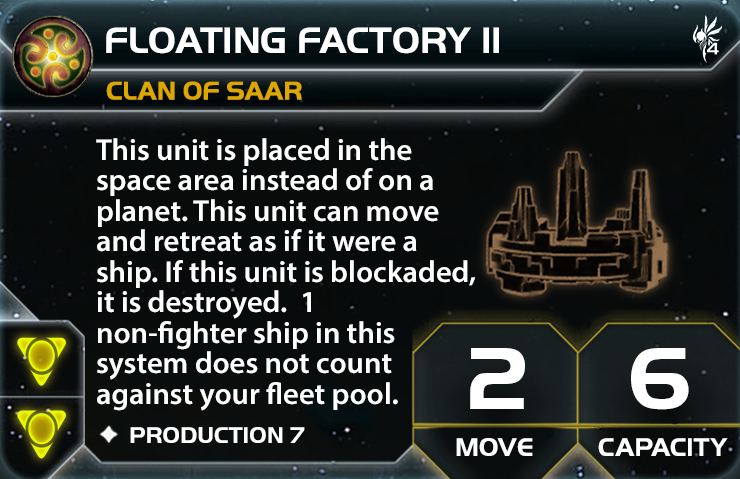 FLOATING FACTORY II
4
CLAN OF SAAR
This unit is placed in the
space area instead of on a
planet. This unit can move
and retreat as if it were a
ship. If this unit is blockaded,
it is destroyed.  1
non-fighter ship in this
system does not count
against your fleet pool.
PRODUCTION 7
2
MOVE
6
CAPACITY